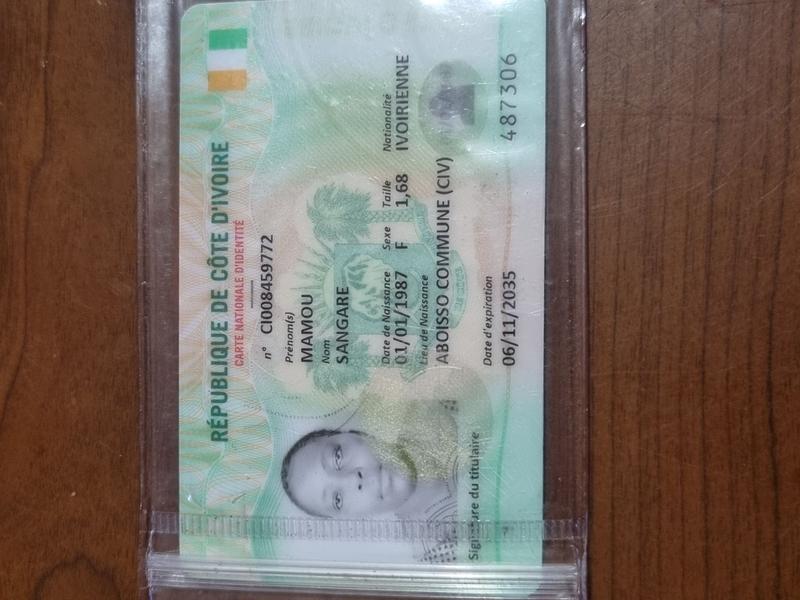 RÉPUBLIQUE DE CÔTE D'IVOIRE
CARTE NATIONALE D'IDENTITÉ
n° CI008459772
Prénom(s)
MAMOU
Nom
SANGARE
Date de Naissance Sexe Taille Nationalité
01/01/1987 F 1,68 IVOIRIENNE
Lieu de Naissance
ABOISSO COMMUNE (CIV)
Date d'expiration
06/11/2035
487306
Signature du titulaire